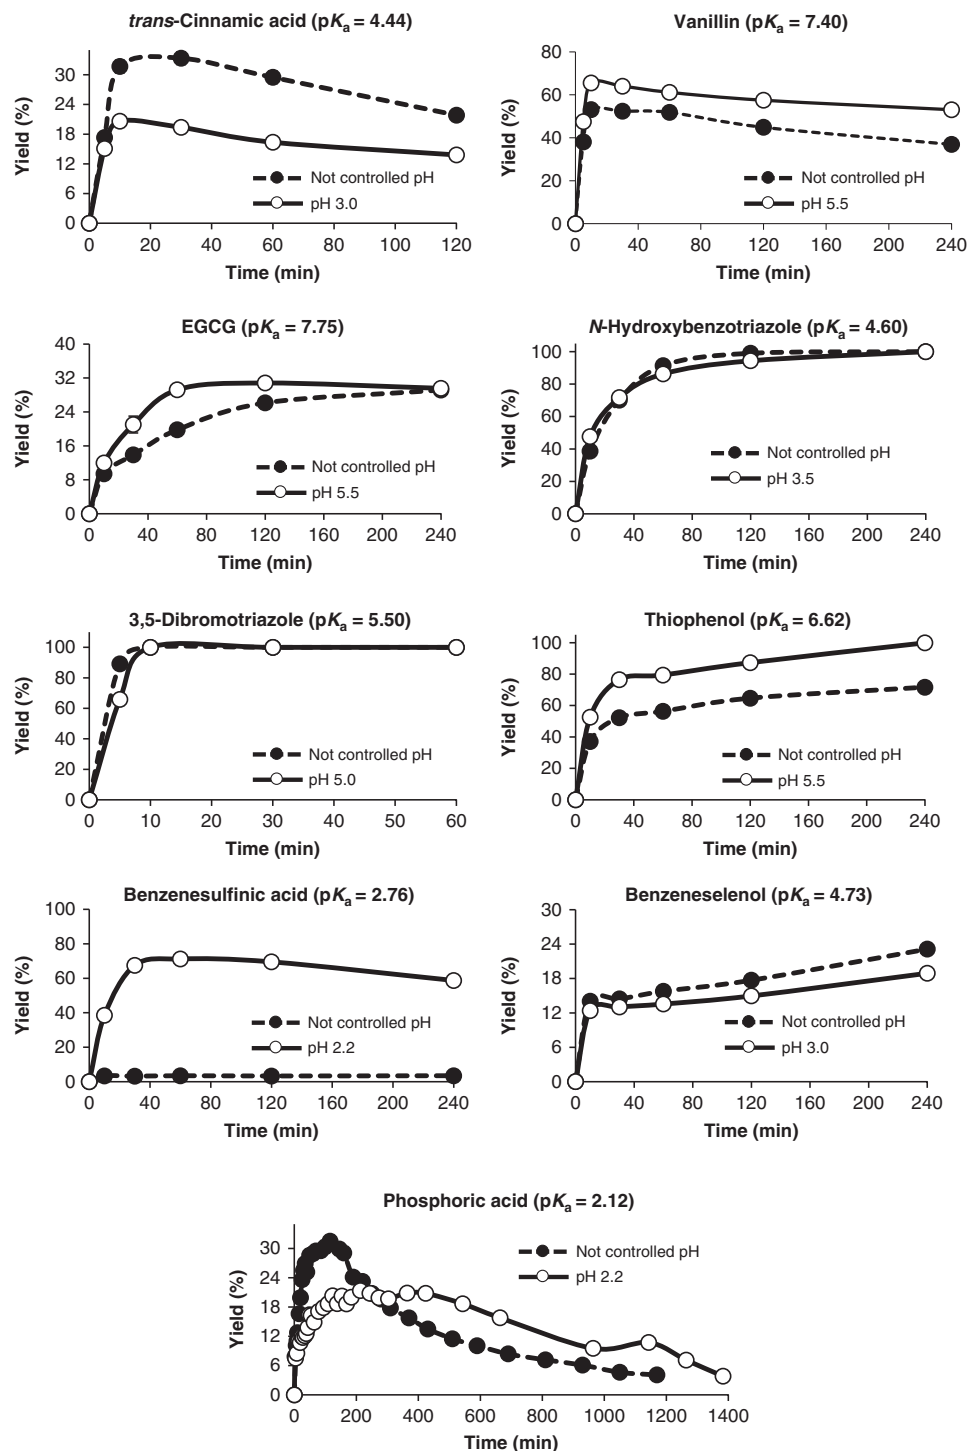 trans-Cinnamic acid (pKa = 4.44)
Yield (%)
30
24
18
12
6
0
Not controlled pH
pH 3.0
0 20 40 60 80 100 120
Time (min)
Vanillin (pKa = 7.40)
Yield (%)
80
60
40
20
0
Not controlled pH
pH 5.5
0 40 80 120 160 200 240
Time (min)
EGCG (pKa = 7.75)
Yield (%)
40
32
24
16
8
0
Not controlled pH
pH 5.5
0 40 80 120 160 200 240
Time (min)
N-Hydroxybenzotriazole (pKa = 4.60)
Yield (%)
100
80
60
40
20
0
Not controlled pH
pH 3.5
0 40 80 120 160 200 240
Time (min)
3,5-Dibromotriazole (pKa = 5.50)
Yield (%)
100
80
60
40
20
0
Not controlled pH
pH 5.0
0 10 20 30 40 50 60
Time (min)
Thiophenol (pKa = 6.62)
Yield (%)
100
80
60
40
20
0
Not controlled pH
pH 5.5
0 40 80 120 160 200 240
Time (min)
Benzenesulfinic acid (pKa = 2.76)
Yield (%)
100
80
60
40
20
0
Not controlled pH
pH 2.2
0 40 80 120 160 200 240
Time (min)
Benzeneselenol (pKa = 4.73)
Yield (%)
30
24
18
12
6
0
Not controlled pH
pH 3.0
0 40 80 120 160 200 240
Time (min)
Phosphoric acid (pKa = 2.12)
Yield (%)
30
24
18
12
6
0
Not controlled pH
pH 2.2
0 200 400 600 800 1000 1200 1400
Time (min)